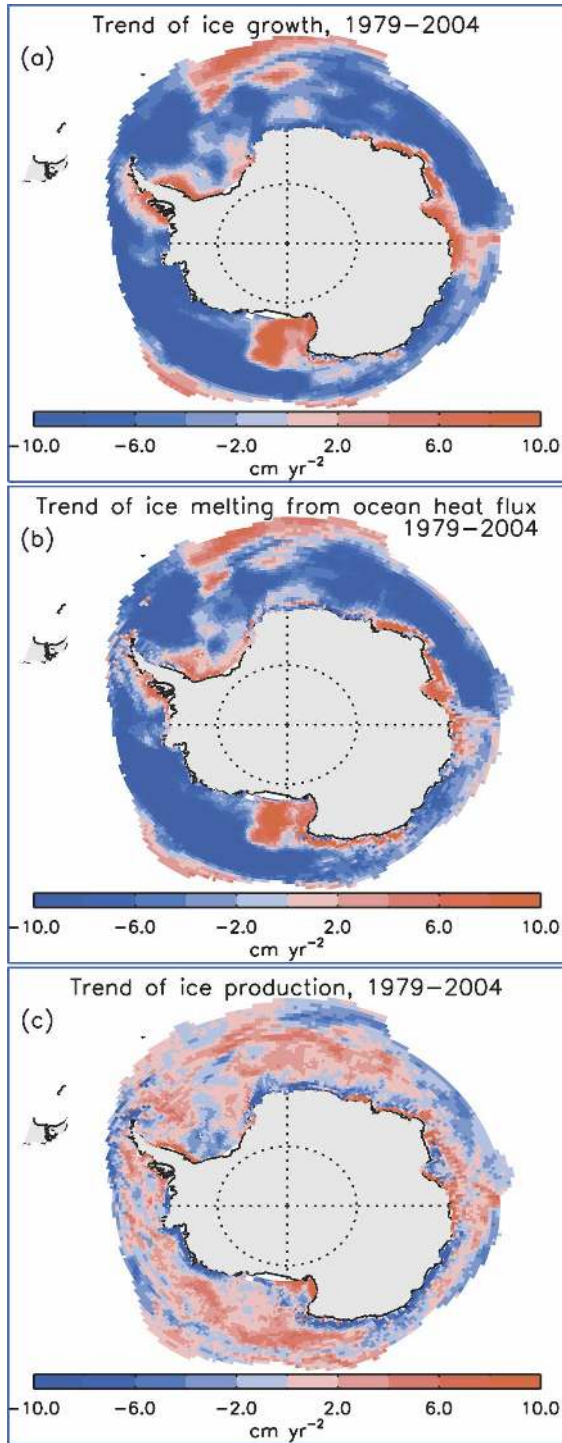 Trend of ice growth, 1979−2004
(a)
−10.0 −6.0 −2.0 2.0 6.0 10.0
cm yr⁻²
Trend of ice melting from ocean heat flux
1979−2004
(b)
−10.0 −6.0 −2.0 2.0 6.0 10.0
cm yr⁻²
Trend of ice production, 1979−2004
(c)
−10.0 −6.0 −2.0 2.0 6.0 10.0
cm yr⁻²